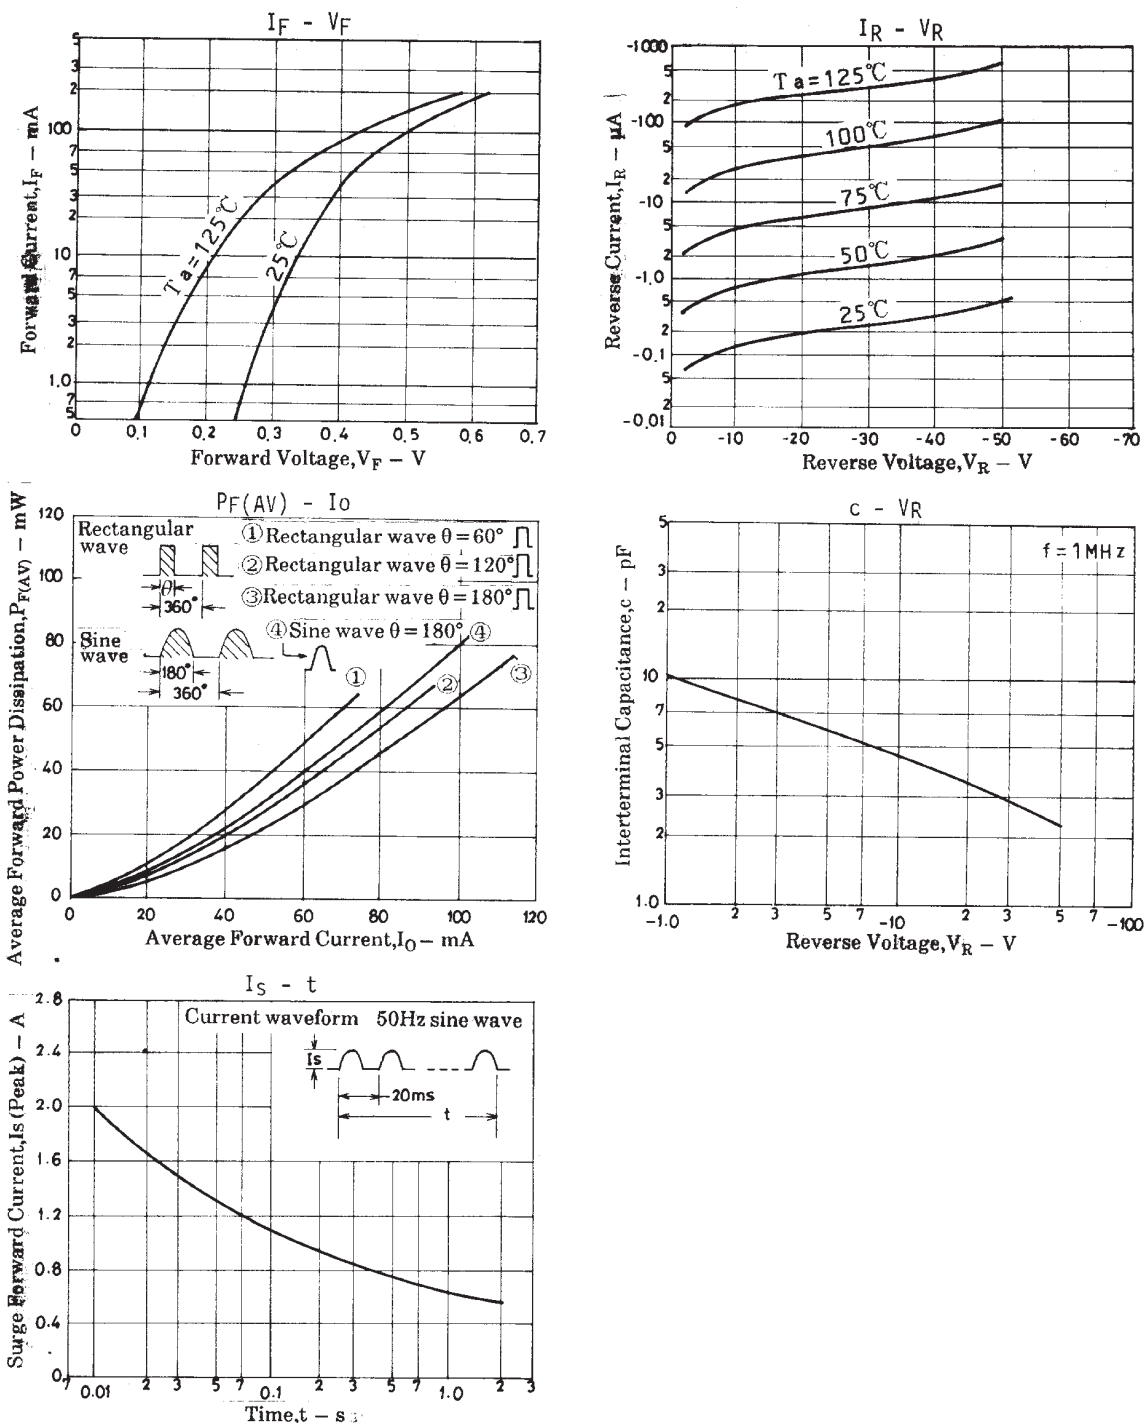 IF - VF
5
3
2
100
7
5
3
2
10
7
5
3
2
1.0
7
5
0 0.1 0.2 0.3 0.4 0.5 0.6 0.7
Forward Voltage,VF – V
Forward Current,IF – mA
Ta=125℃
25℃
IR - VR
-1000
5
2
-100
5
2
-10
5
2
-1.0
5
2
-0.1
5
2
-0.01
0 -10 -20 -30 -40 -50 -60 -70
Reverse Voltage,VR – V
Reverse Current,IR – μA
Ta=125℃
100℃
75℃
50℃
25℃
PF(AV) - Io
120
100
80
60
40
20
0
0 20 40 60 80 100 120
Average Forward Current,IO – mA
Average Forward Power Dissipation,PF(AV) – mW
Rectangular
wave
θ
360°
Sine
wave
180°
360°
① Rectangular wave θ=60°
② Rectangular wave θ=120°
③ Rectangular wave θ=180°
④ Sine wave θ=180°
①
②
③
④
c - VR
f=1MHz
5
3
2
10
7
5
3
2
1.0
-1.0 2 3 5 7 -10 2 3 5 7 -100
Reverse Voltage,VR – V
Interterminal Capacitance,c – pF
IS - t
Current waveform 50Hz sine wave
Is
20ms
t
2.8
2.4
2.0
1.6
1.2
0.8
0.4
0
7 0.01 2 3 5 7 0.1 2 3 5 7 1.0 2 3
Time,t – s
Surge Forward Current,Is(Peak) – A